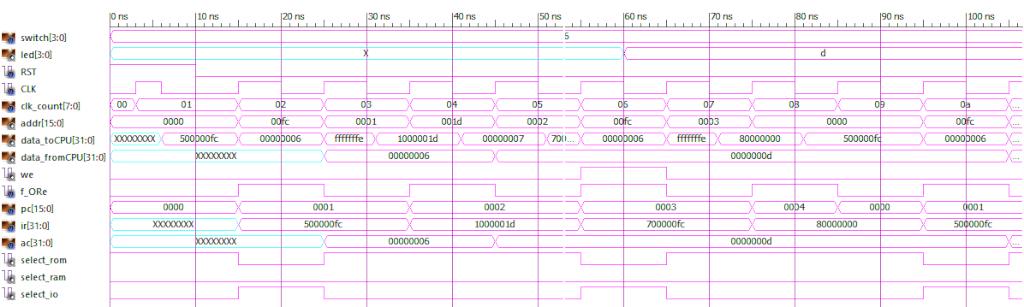 0 ns 10 ns 20 ns 30 ns 40 ns 50 ns 60 ns 70 ns 80 ns 90 ns 100 ns
switch[3:0] 6
led[3:0] X d
RST
CLK
clk_count[7:0] 00 01 02 03 04 05 06 07 08 09 0a ...
addr[15:0] 0000 00fc 0001 001d 0002 00fc 0003 0000 00fc ...
data_toCPU[31:0] XXXXXXXX 500000fc 00000006 fffffffe 1000001d 00000007 700... 00000006 fffffffe 80000000 500000fc 00000006 ...
data_fromCPU[31:0] XXXXXXXX 00000006 0000000d ...
we
f_ORe
pc[15:0] 0000 0001 0002 0003 0004 0000 0001
ir[31:0] XXXXXXXX 500000fc 1000001d 700000fc 80000000 500000fc
ac[31:0] XXXXXXXX 00000006 0000000d ...
select_rom
select_ram
select_io